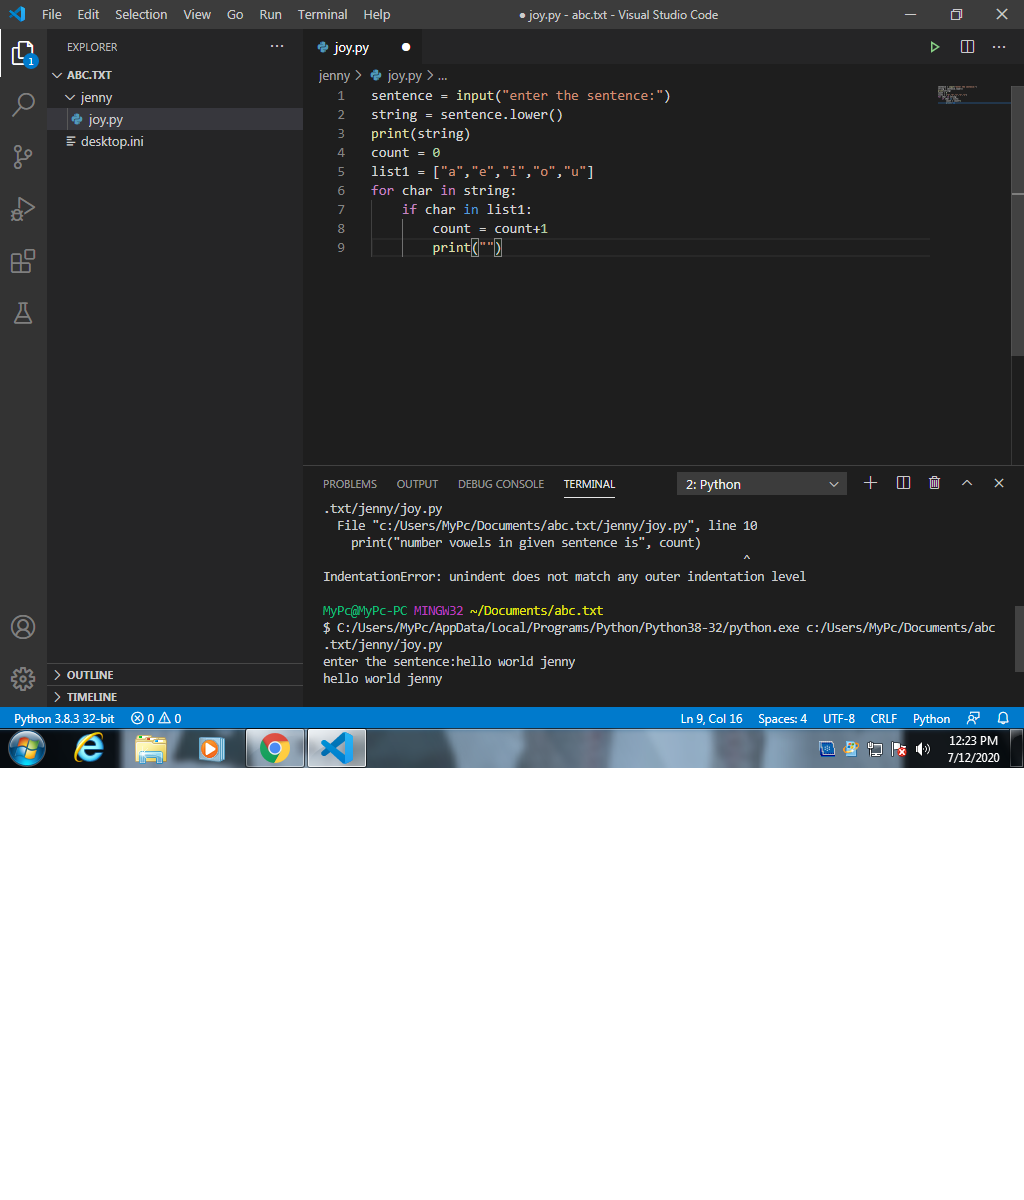 File Edit Selection View Go Run Terminal Help ● joy.py - abc.txt - Visual Studio Code
EXPLORER ···
joy.py ●
1
ABC.TXT
jenny
joy.py
desktop.ini
jenny > joy.py > ...
1 sentence = input("enter the sentence:")
2 string = sentence.lower()
3 print(string)
4 count = 0
5 list1 = ["a","e","i","o","u"]
6 for char in string:
7 if char in list1:
8 count = count+1
9 print("")
PROBLEMS OUTPUT DEBUG CONSOLE TERMINAL 2: Python
.txt/jenny/joy.py
File "c:/Users/MyPc/Documents/abc.txt/jenny/joy.py", line 10
print("number vowels in given sentence is", count)
^
IndentationError: unindent does not match any outer indentation level
MyPc@MyPc-PC MINGW32 ~/Documents/abc.txt
$ C:/Users/MyPc/AppData/Local/Programs/Python/Python38-32/python.exe c:/Users/MyPc/Documents/abc
.txt/jenny/joy.py
enter the sentence:hello world jenny
hello world jenny
OUTLINE
TIMELINE
Python 3.8.3 32-bit 0 0 Ln 9, Col 16 Spaces: 4 UTF-8 CRLF Python
12:23 PM
7/12/2020